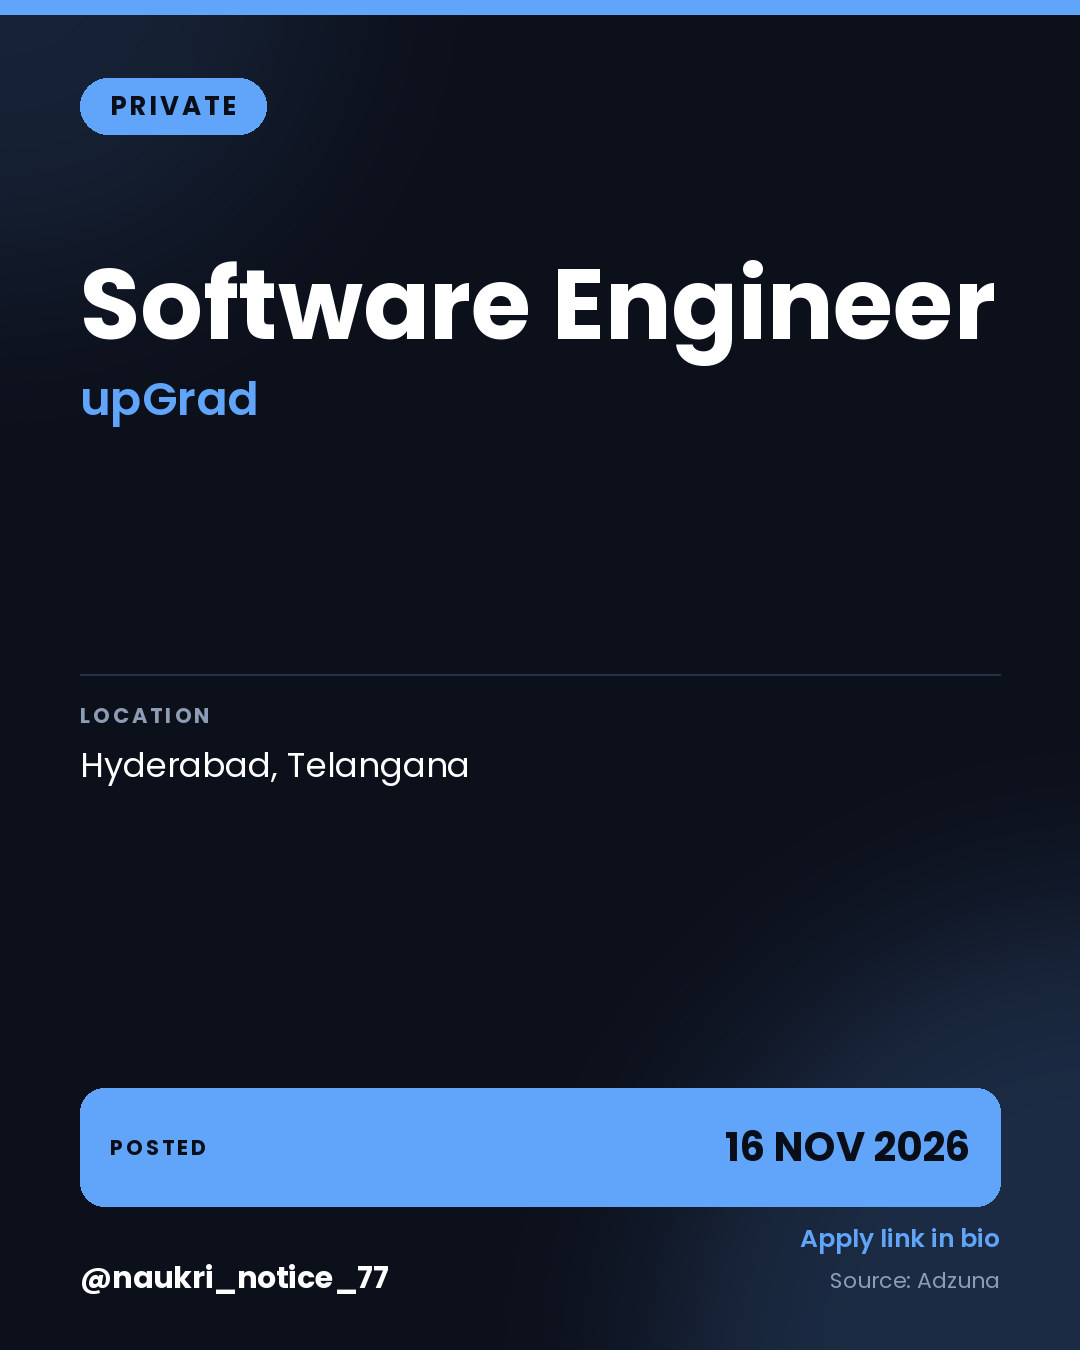 PRIVATE
Software Engineer
upGrad
LOCATION
Hyderabad, Telangana
POSTED
16 NOV 2026
Apply link in bio
@naukri_notice_77
Source: Adzuna